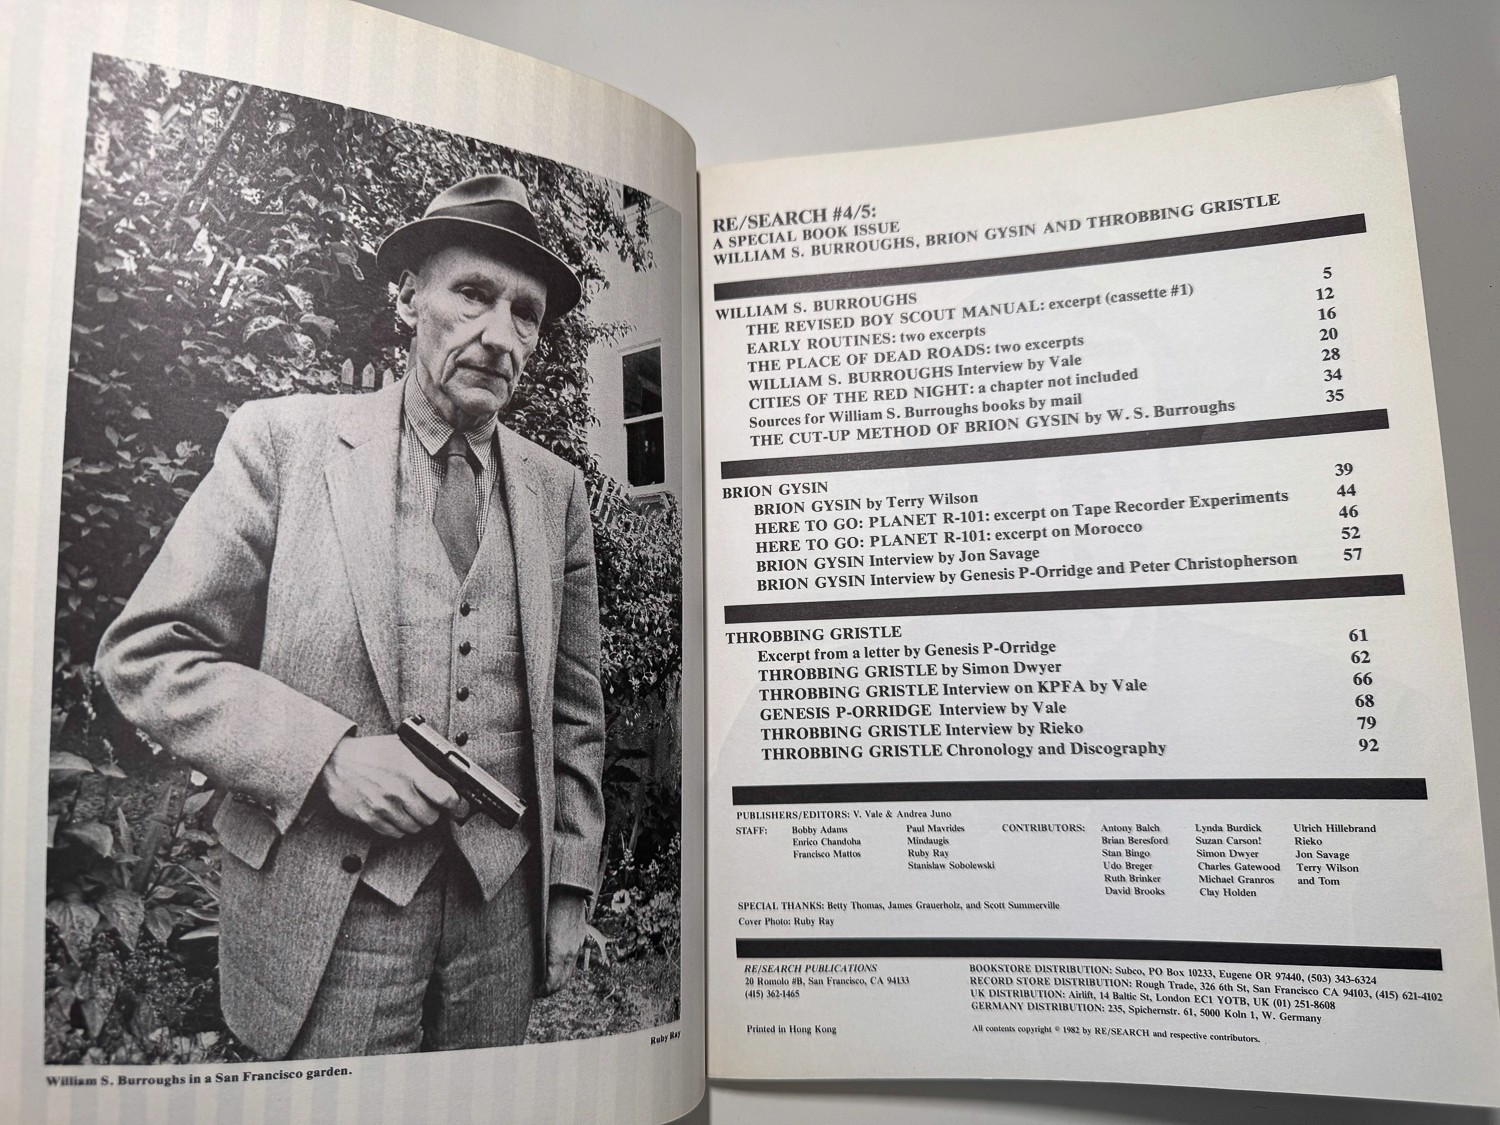 William S. Burroughs in a San Francisco garden.
Ruby Ray
RE/SEARCH #4/5:
A SPECIAL BOOK ISSUE
WILLIAM S. BURROUGHS, BRION GYSIN AND THROBBING GRISTLE
WILLIAM S. BURROUGHS
THE REVISED BOY SCOUT MANUAL: excerpt (cassette #1) 5
EARLY ROUTINES: two excerpts 12
THE PLACE OF DEAD ROADS: two excerpts 16
WILLIAM S. BURROUGHS Interview by Vale 20
CITIES OF THE RED NIGHT: a chapter not included 28
Sources for William S. Burroughs books by mail 34
THE CUT-UP METHOD OF BRION GYSIN by W. S. Burroughs 35
BRION GYSIN
BRION GYSIN by Terry Wilson 39
HERE TO GO: PLANET R-101: excerpt on Tape Recorder Experiments 44
HERE TO GO: PLANET R-101: excerpt on Morocco 46
BRION GYSIN Interview by Jon Savage 52
BRION GYSIN Interview by Genesis P-Orridge and Peter Christopherson 57
THROBBING GRISTLE
Excerpt from a letter by Genesis P-Orridge 61
THROBBING GRISTLE by Simon Dwyer 62
THROBBING GRISTLE Interview on KPFA by Vale 66
GENESIS P-ORRIDGE Interview by Vale 68
THROBBING GRISTLE Interview by Rieko 79
THROBBING GRISTLE Chronology and Discography 92
PUBLISHERS/EDITORS: V. Vale & Andrea Juno
STAFF: Bobby Adams Paul Mavrides CONTRIBUTORS: Antony Balch Lynda Burdick Ulrich Hillebrand
Enrico Chandoha Mindaugis Brian Beresford Suzan Carson! Rieko
Francisco Mattos Ruby Ray Stan Bingo Simon Dwyer Jon Savage
Stanislaw Sobolewski Udo Breger Charles Gatewood Terry Wilson
Ruth Brinker Michael Granros and Tom
David Brooks Clay Holden
SPECIAL THANKS: Betty Thomas, James Grauerholz, and Scott Summerville
Cover Photo: Ruby Ray
RE/SEARCH PUBLICATIONS
20 Romolo #B, San Francisco, CA 94133
(415) 362-1465
Printed in Hong Kong
BOOKSTORE DISTRIBUTION: Subco, PO Box 10233, Eugene OR 97440, (503) 343-6324
RECORD STORE DISTRIBUTION: Rough Trade, 326 6th St, San Francisco CA 94103, (415) 621-4102
UK DISTRIBUTION: Airlift, 14 Baltic St, London EC1 YOTB, UK (01) 251-8608
GERMANY DISTRIBUTION: 235, Spichernstr. 61, 5000 Koln 1, W. Germany
All contents copyright © 1982 by RE/SEARCH and respective contributors.